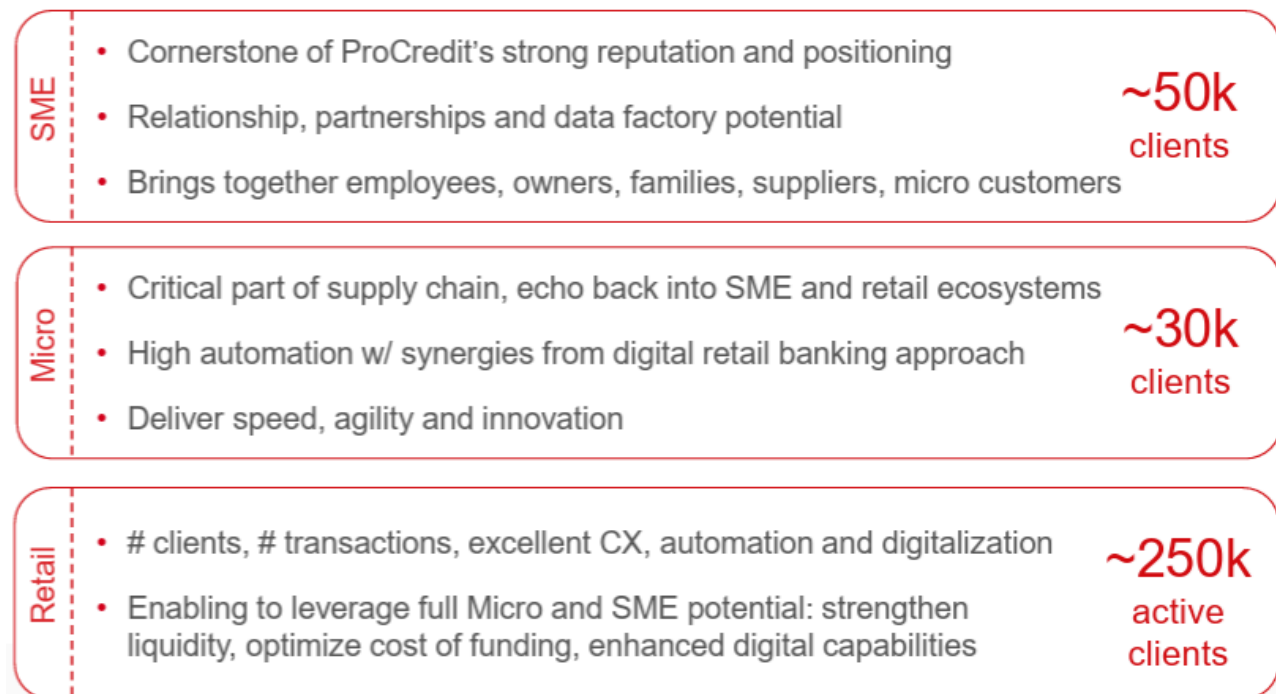 SME
• Cornerstone of ProCredit's strong reputation and positioning
• Relationship, partnerships and data factory potential
• Brings together employees, owners, families, suppliers, micro customers
~50k
clients
Micro
• Critical part of supply chain, echo back into SME and retail ecosystems
• High automation w/ synergies from digital retail banking approach
• Deliver speed, agility and innovation
~30k
clients
Retail
• # clients, # transactions, excellent CX, automation and digitalization
• Enabling to leverage full Micro and SME potential: strengthen
liquidity, optimize cost of funding, enhanced digital capabilities
~250k
active
clients